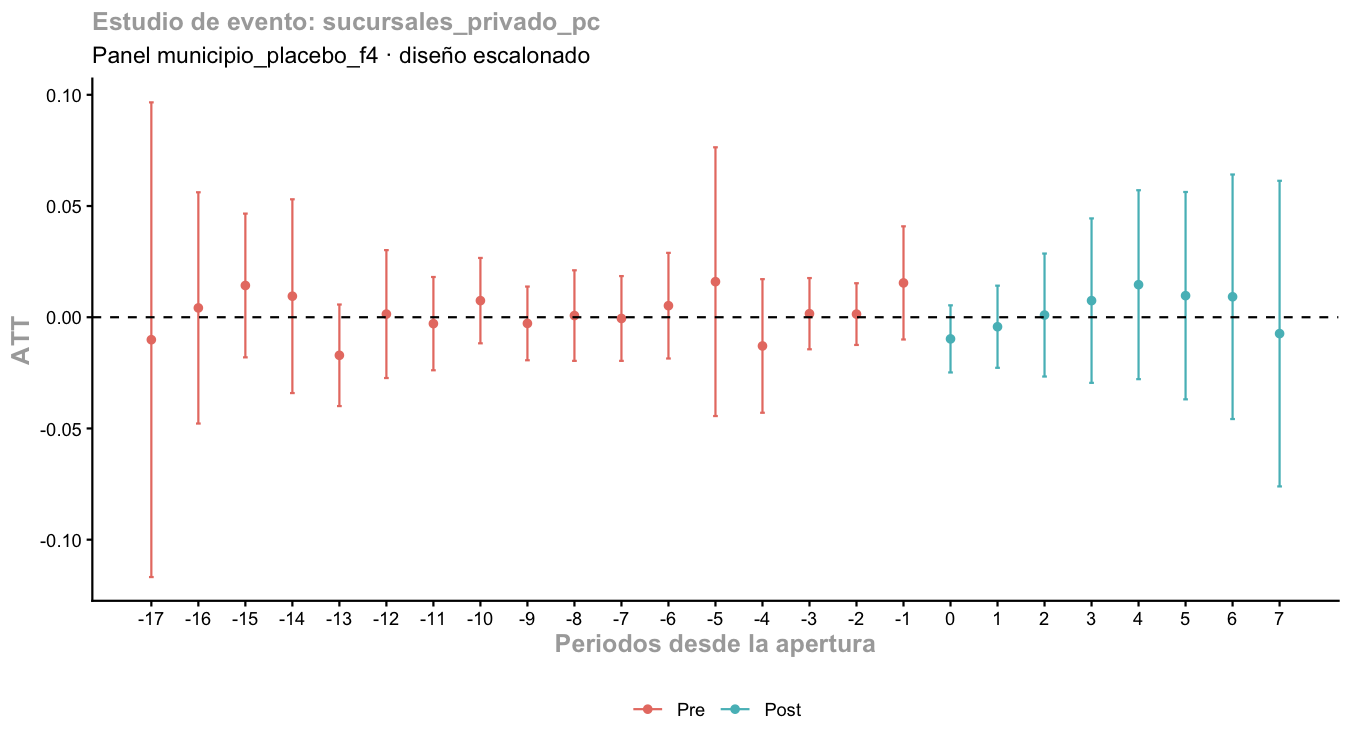 Estudio de evento: sucursales_privado_pc
Panel municipio_placebo_f4 · diseño escalonado
0.10
0.05
0.00
-0.05
-0.10
ATT
-17 -16 -15 -14 -13 -12 -11 -10 -9 -8 -7 -6 -5 -4 -3 -2 -1 0 1 2 3 4 5 6 7
Periodos desde la apertura
Pre Post